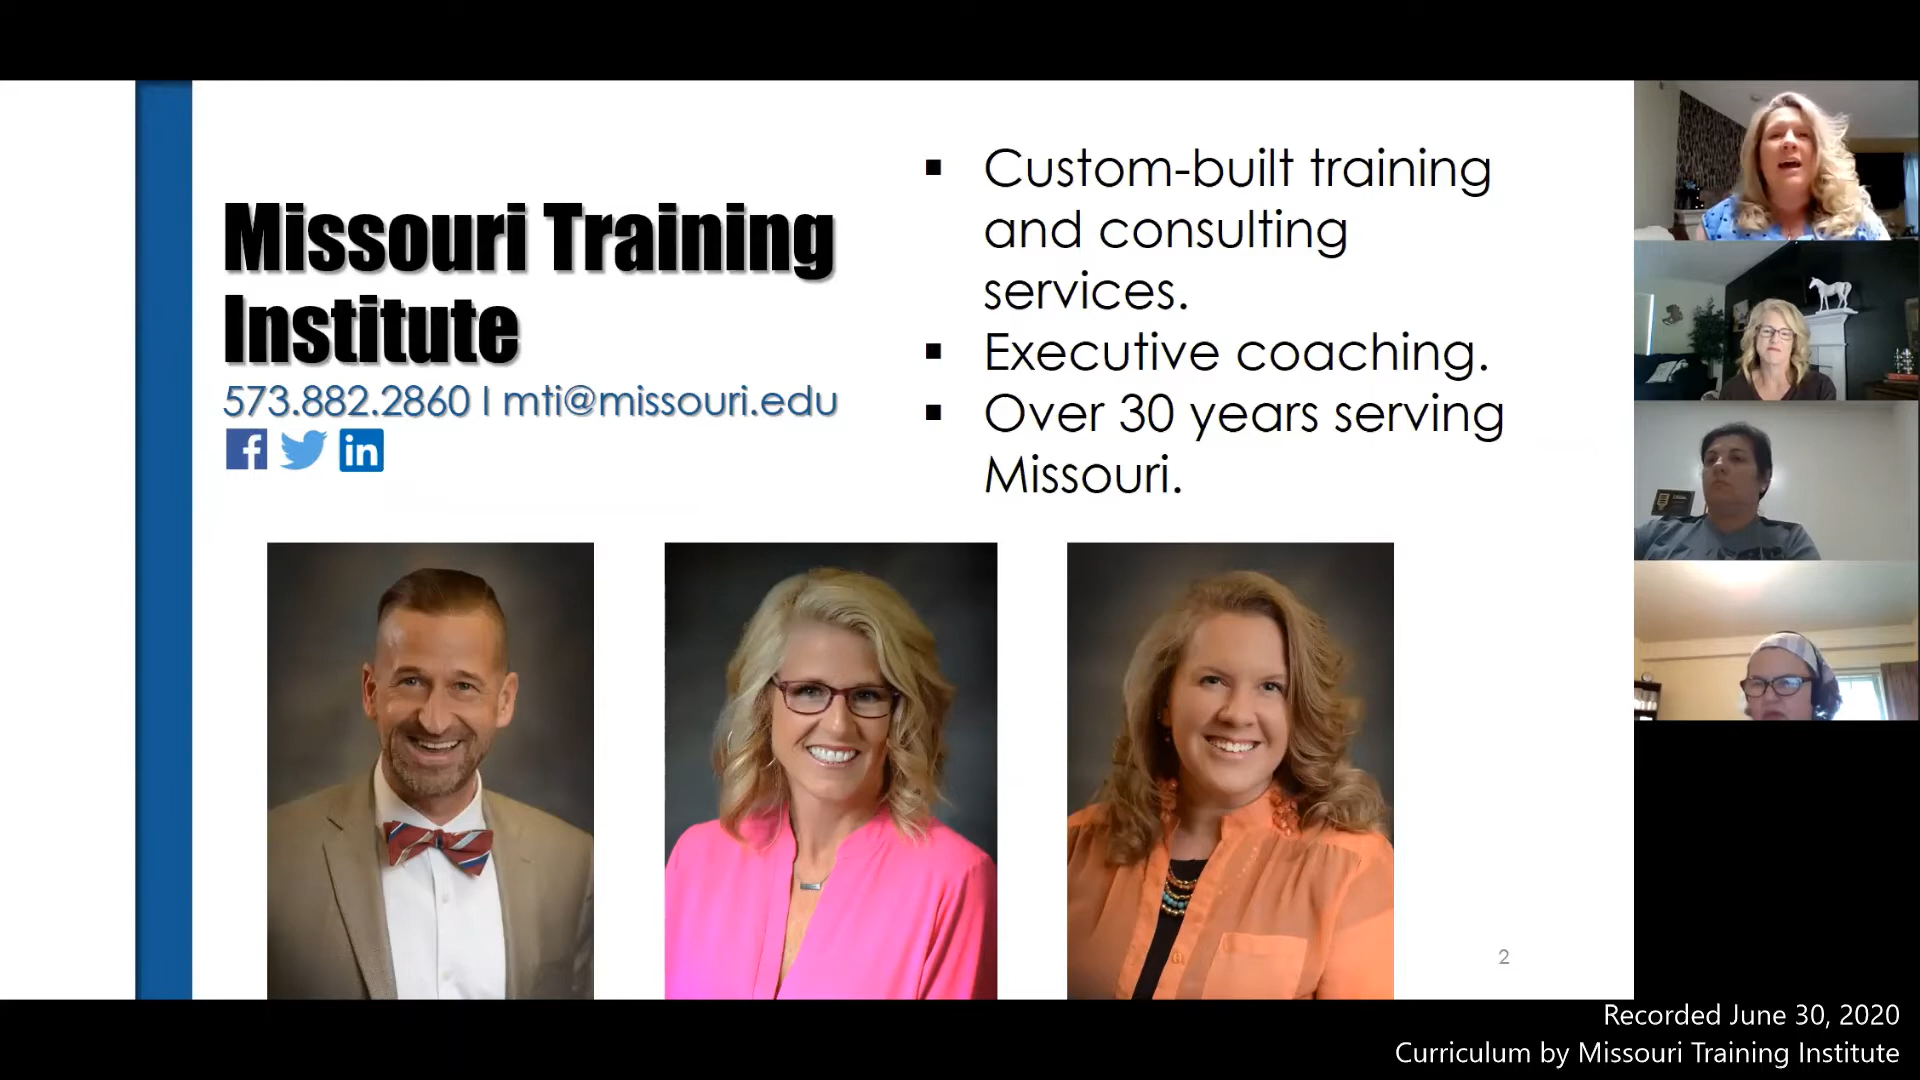 Missouri Training
Institute
573.882.2860 I mti@missouri.edu
f
in
▪ Custom-built training
and consulting
services.
▪ Executive coaching.
▪ Over 30 years serving
Missouri.
2
Recorded June 30, 2020
Curriculum by Missouri Training Institute